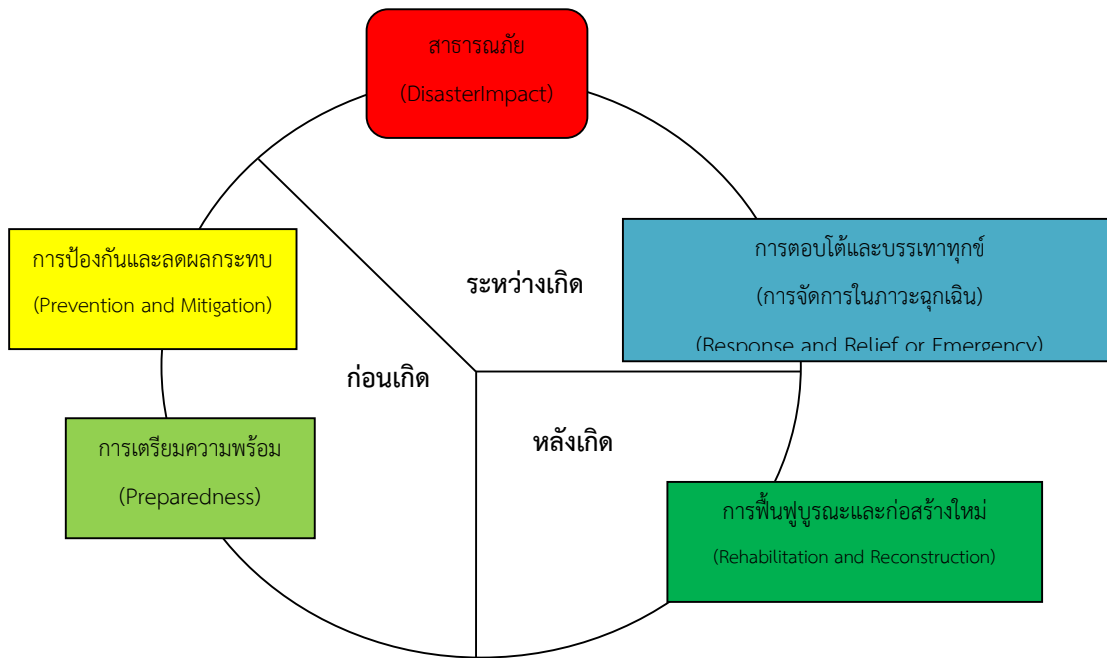 สาธารณภัย
(DisasterImpact)
การป้องกันและลดผลกระทบ
(Prevention and Mitigation)
การตอบโต้และบรรเทาทุกข์
(การจัดการในภาวะฉุกเฉิน)
(Response and Relief or Emergency)
ระหว่างเกิด
ก่อนเกิด
หลังเกิด
การเตรียมความพร้อม
(Preparedness)
การฟื้นฟูบูรณะและก่อสร้างใหม่
(Rehabilitation and Reconstruction)